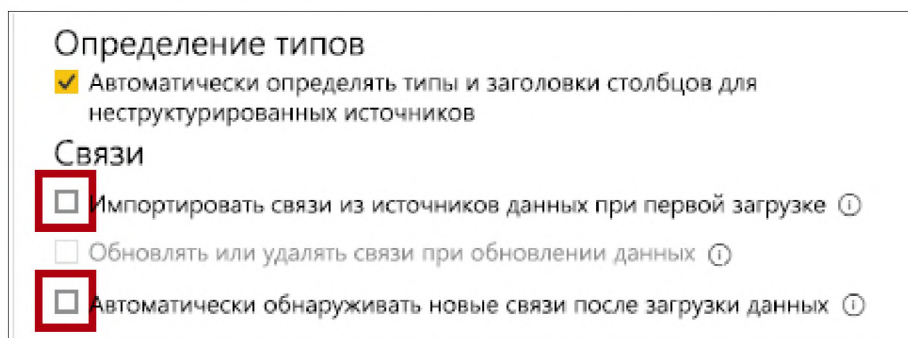 Определение типов
Автоматически определять типы и заголовки столбцов для
неструктурированных источников
Связи
Импортировать связи из источников данных при первой загрузке
Обновлять или удалять связи при обновлении данных
Автоматически обнаруживать новые связи после загрузки данных